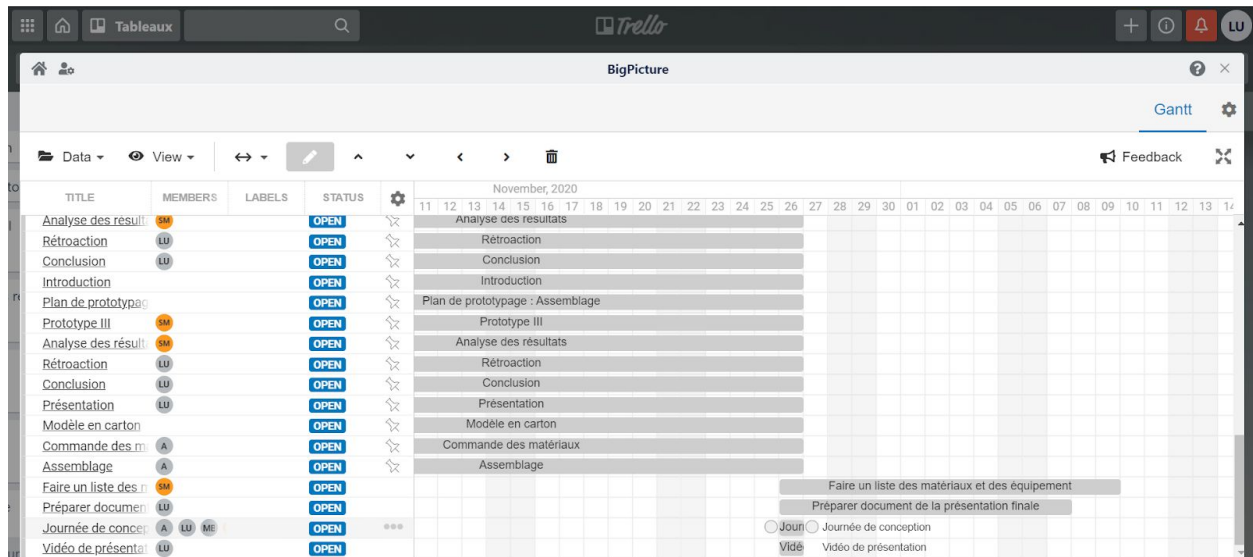 Tableaux Trello LU
BigPicture
Gantt
Data View Feedback
TITLE MEMBERS LABELS STATUS November, 2020
11 12 13 14 15 16 17 18 19 20 21 22 23 24 25 26 27 28 29 30 01 02 03 04 05 06 07 08 09 10 11 12 13 14
Analyse des résult SM OPEN Analyse des résultats
Rétroaction LU OPEN Rétroaction
Conclusion LU OPEN Conclusion
Introduction OPEN Introduction
Plan de prototypag OPEN Plan de prototypage : Assemblage
Prototype III SM OPEN Prototype III
Analyse des résult SM OPEN Analyse des résultats
Rétroaction LU OPEN Rétroaction
Conclusion LU OPEN Conclusion
Présentation LU OPEN Présentation
Modèle en carton OPEN Modèle en carton
Commande des m A OPEN Commande des matériaux
Assemblage A OPEN Assemblage
Faire un liste des m SM OPEN Faire un liste des matériaux et des équipement
Préparer documen LU OPEN Préparer document de la présentation finale
Journée de concep A LU ME OPEN Journ Journée de conception
Vidéo de présenta LU OPEN Vidé Vidéo de présentation